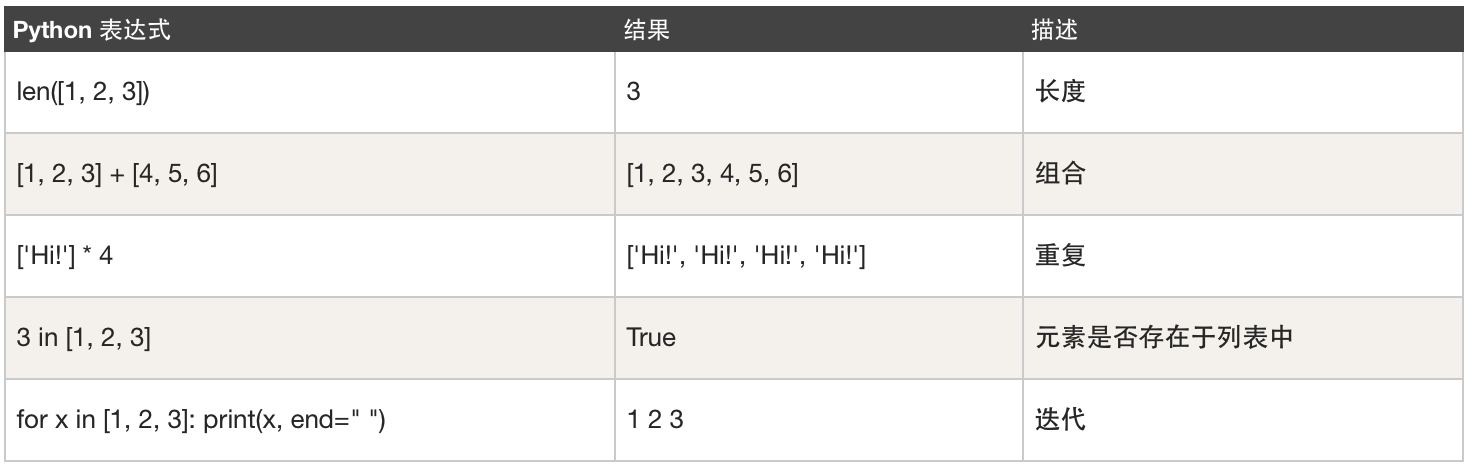 Python 表达式 结果 描述
len([1, 2, 3]) 3 长度
[1, 2, 3] + [4, 5, 6] [1, 2, 3, 4, 5, 6] 组合
['Hi!'] * 4 ['Hi!', 'Hi!', 'Hi!', 'Hi!'] 重复
3 in [1, 2, 3] True 元素是否存在于列表中
for x in [1, 2, 3]: print(x, end=" ") 1 2 3 迭代